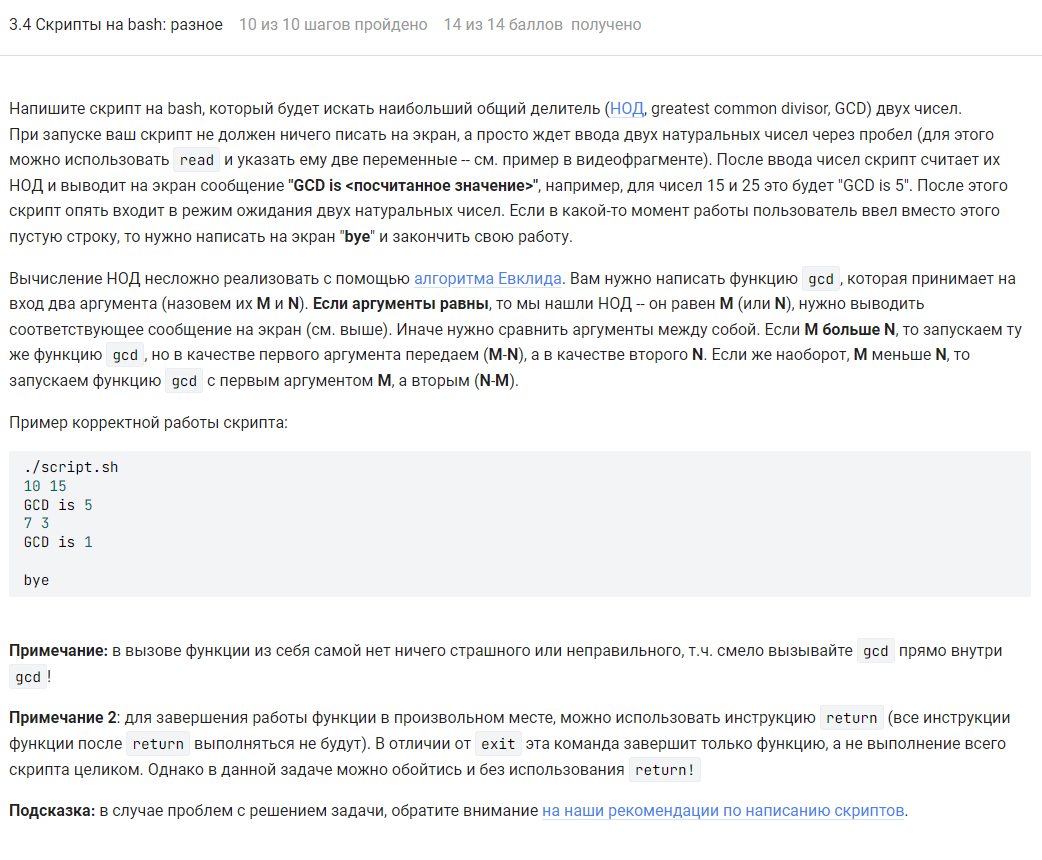 3.4 Скрипты на bash: разное 10 из 10 шагов пройдено 14 из 14 баллов получено
Напишите скрипт на bash, который будет искать наибольший общий делитель (НОД, greatest common divisor, GCD) двух чисел.
При запуске ваш скрипт не должен ничего писать на экран, а просто ждет ввода двух натуральных чисел через пробел (для этого
можно использовать read и указать ему две переменные -- см. пример в видеофрагменте). После ввода чисел скрипт считает их
НОД и выводит на экран сообщение "GCD is <посчитанное значение>", например, для чисел 15 и 25 это будет "GCD is 5". После этого
скрипт опять входит в режим ожидания двух натуральных чисел. Если в какой-то момент работы пользователь ввел вместо этого
пустую строку, то нужно написать на экран "bye" и закончить свою работу.
Вычисление НОД несложно реализовать с помощью алгоритма Евклида. Вам нужно написать функцию gcd, которая принимает на
вход два аргумента (назовем их M и N). Если аргументы равны, то мы нашли НОД -- он равен M (или N), нужно выводить
соответствующее сообщение на экран (см. выше). Иначе нужно сравнить аргументы между собой. Если M больше N, то запускаем ту
же функцию gcd, но в качестве первого аргумента передаем (M-N), а в качестве второго N. Если же наоборот, M меньше N, то
запускаем функцию gcd с первым аргументом M, а вторым (N-M).
Пример корректной работы скрипта:
./script.sh
10 15
GCD is 5
7 3
GCD is 1
bye
Примечание: в вызове функции из себя самой нет ничего страшного или неправильного, т.ч. смело вызывайте gcd прямо внутри
gcd!
Примечание 2: для завершения работы функции в произвольном месте, можно использовать инструкцию return (все инструкции
функции после return выполняться не будут). В отличии от exit эта команда завершит только функцию, а не выполнение всего
скрипта целиком. Однако в данной задаче можно обойтись и без использования return!
Подсказка: в случае проблем с решением задачи, обратите внимание на наши рекомендации по написанию скриптов.